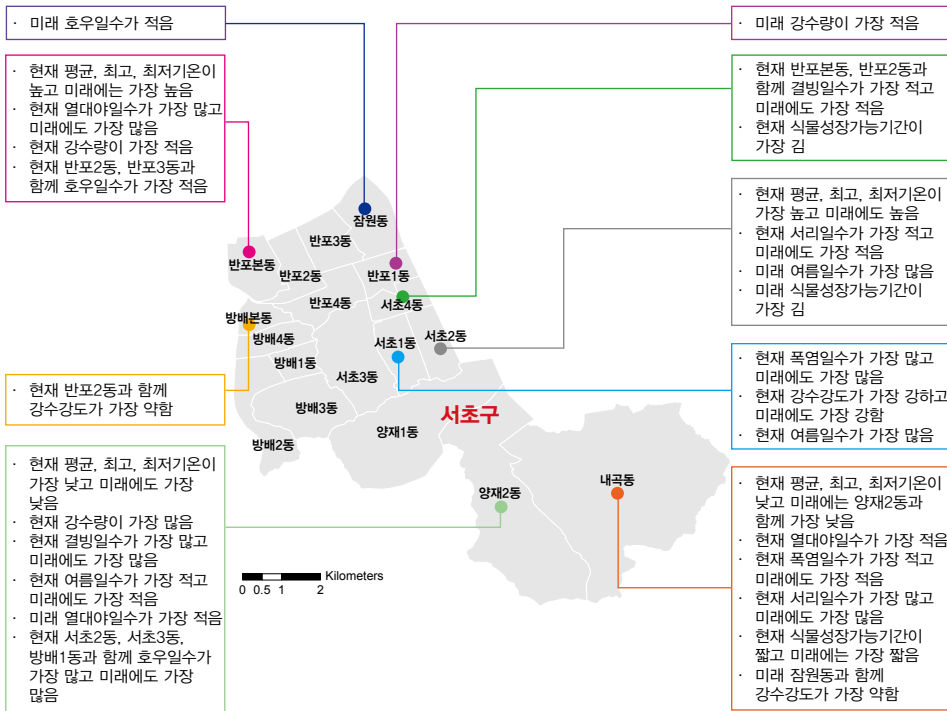 · 미래 호우일수가 적음
· 현재 평균, 최고, 최저기온이
높고 미래에는 가장 높음
· 현재 열대야일수가 가장 많고
미래에도 가장 많음
· 현재 강수량이 가장 적음
· 현재 반포2동, 반포3동과
함께 호우일수가 가장 적음
· 현재 반포2동과 함께
강수강도가 가장 약함
· 현재 평균, 최고, 최저기온이
가장 낮고 미래에도 가장
낮음
· 현재 강수량이 가장 많음
· 현재 결빙일수가 가장 많고
미래에도 가장 많음
· 현재 여름일수가 가장 적고
미래에도 가장 적음
· 미래 열대야일수가 가장 적음
· 현재 서초2동, 서초3동,
방배1동과 함께 호우일수가
가장 많고 미래에도 가장
많음
잠원동
반포3동
반포본동
반포2동
반포1동
반포4동
서초4동
방배본동
방배4동
서초1동
서초2동
방배1동
서초3동
방배3동
서초구
양재1동
방배2동
양재2동
내곡동
Kilometers
0 0.5 1 2
· 미래 강수량이 가장 적음
· 현재 반포본동, 반포2동과
함께 결빙일수가 가장 적고
미래에도 가장 적음
· 현재 식물성장가능기간이
가장 김
· 현재 평균, 최고, 최저기온이
가장 높고 미래에도 높음
· 현재 서리일수가 가장 적고
미래에도 가장 적음
· 미래 여름일수가 가장 많음
· 미래 식물성장가능기간이
가장 김
· 현재 폭염일수가 가장 많고
미래에도 가장 많음
· 현재 강수강도가 가장 강하고
미래에도 가장 강함
· 현재 여름일수가 가장 많음
· 현재 평균, 최고, 최저기온이
낮고 미래에는 양재2동과
함께 가장 낮음
· 현재 열대야일수가 가장 적음
· 현재 폭염일수가 가장 적고
미래에도 가장 적음
· 현재 서리일수가 가장 많고
미래에도 가장 많음
· 현재 식물성장가능기간이
짧고 미래에는 가장 짧음
· 미래 잠원동과 함께
강수강도가 가장 약함